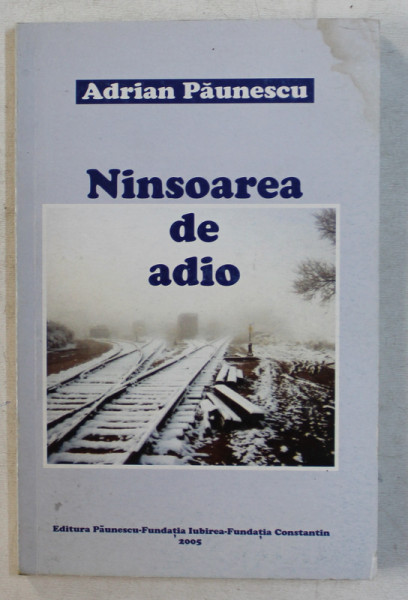 Adrian Păunescu
Ninsoarea
de
adio
Editura Păunescu-Fundația Iubirea-Fundația Constantin
2005